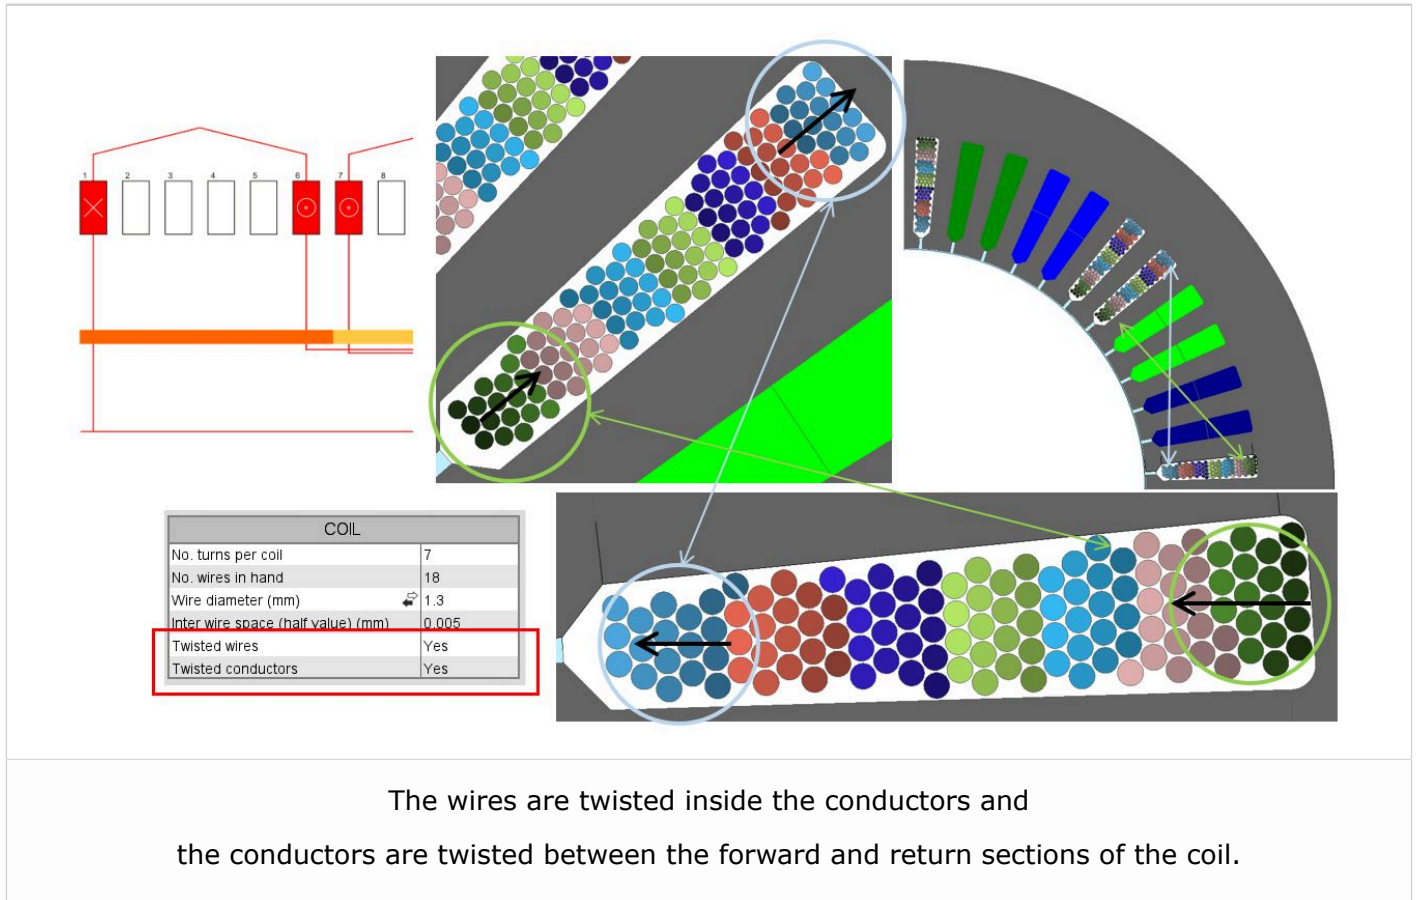 1 2 3 4 5 6 7 8
COIL
No. turns per coil 7
No. wires in hand 18
Wire diameter (mm) 1.3
Inter wire space (half value) (mm) 0.005
Twisted wires Yes
Twisted conductors Yes
The wires are twisted inside the conductors and
the conductors are twisted between the forward and return sections of the coil.